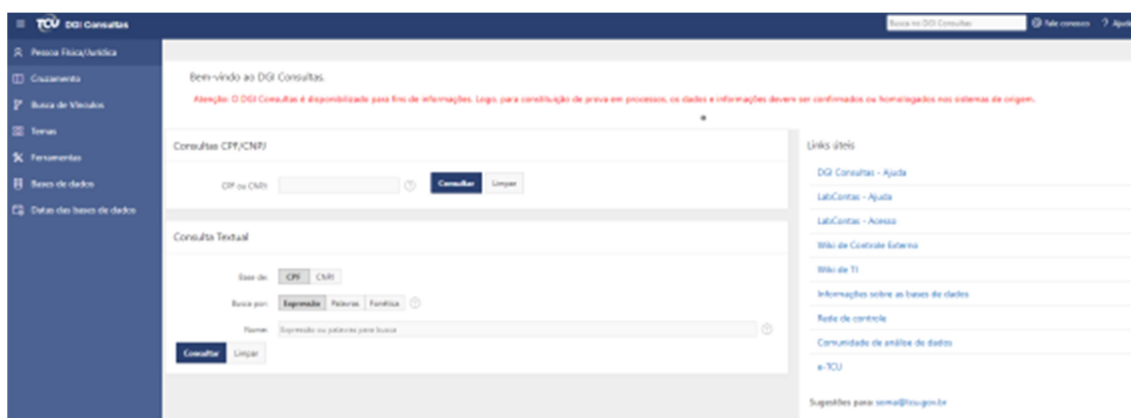 TCU DGI Consultas
Busca no DGI Consultas
Fale conosco
? Ajuda
Pessoa Física/Jurídica
Cruzamento
Busca de Vínculos
Temas
Ferramentas
Bases de dados
Datas das bases de dados
Bem-vindo ao DGI Consultas.
Atenção: O DGI Consultas é disponibilizado para fins de informações. Logo, para constituição de prova em processos, os dados e informações devem ser confirmados ou homologados nos sistemas de origem.
Consultas CPF/CNPJ
CPF ou CNPJ:
Consultar
Limpar
Consulta Textual
Base de:
CPF
CNPJ
Busca por:
Expressão
Palavras
Fonética
Nome:
Expressão ou palavras para busca
Consultar
Limpar
Links úteis
DGI Consultas - Ajuda
LabContas - Ajuda
LabContas - Acesso
Wiki de Controle Externo
Wiki de TI
Informações sobre as bases de dados
Rede de controle
Comunidade de análise de dados
e-TCU
Sugestões para: soma@tcu.gov.br